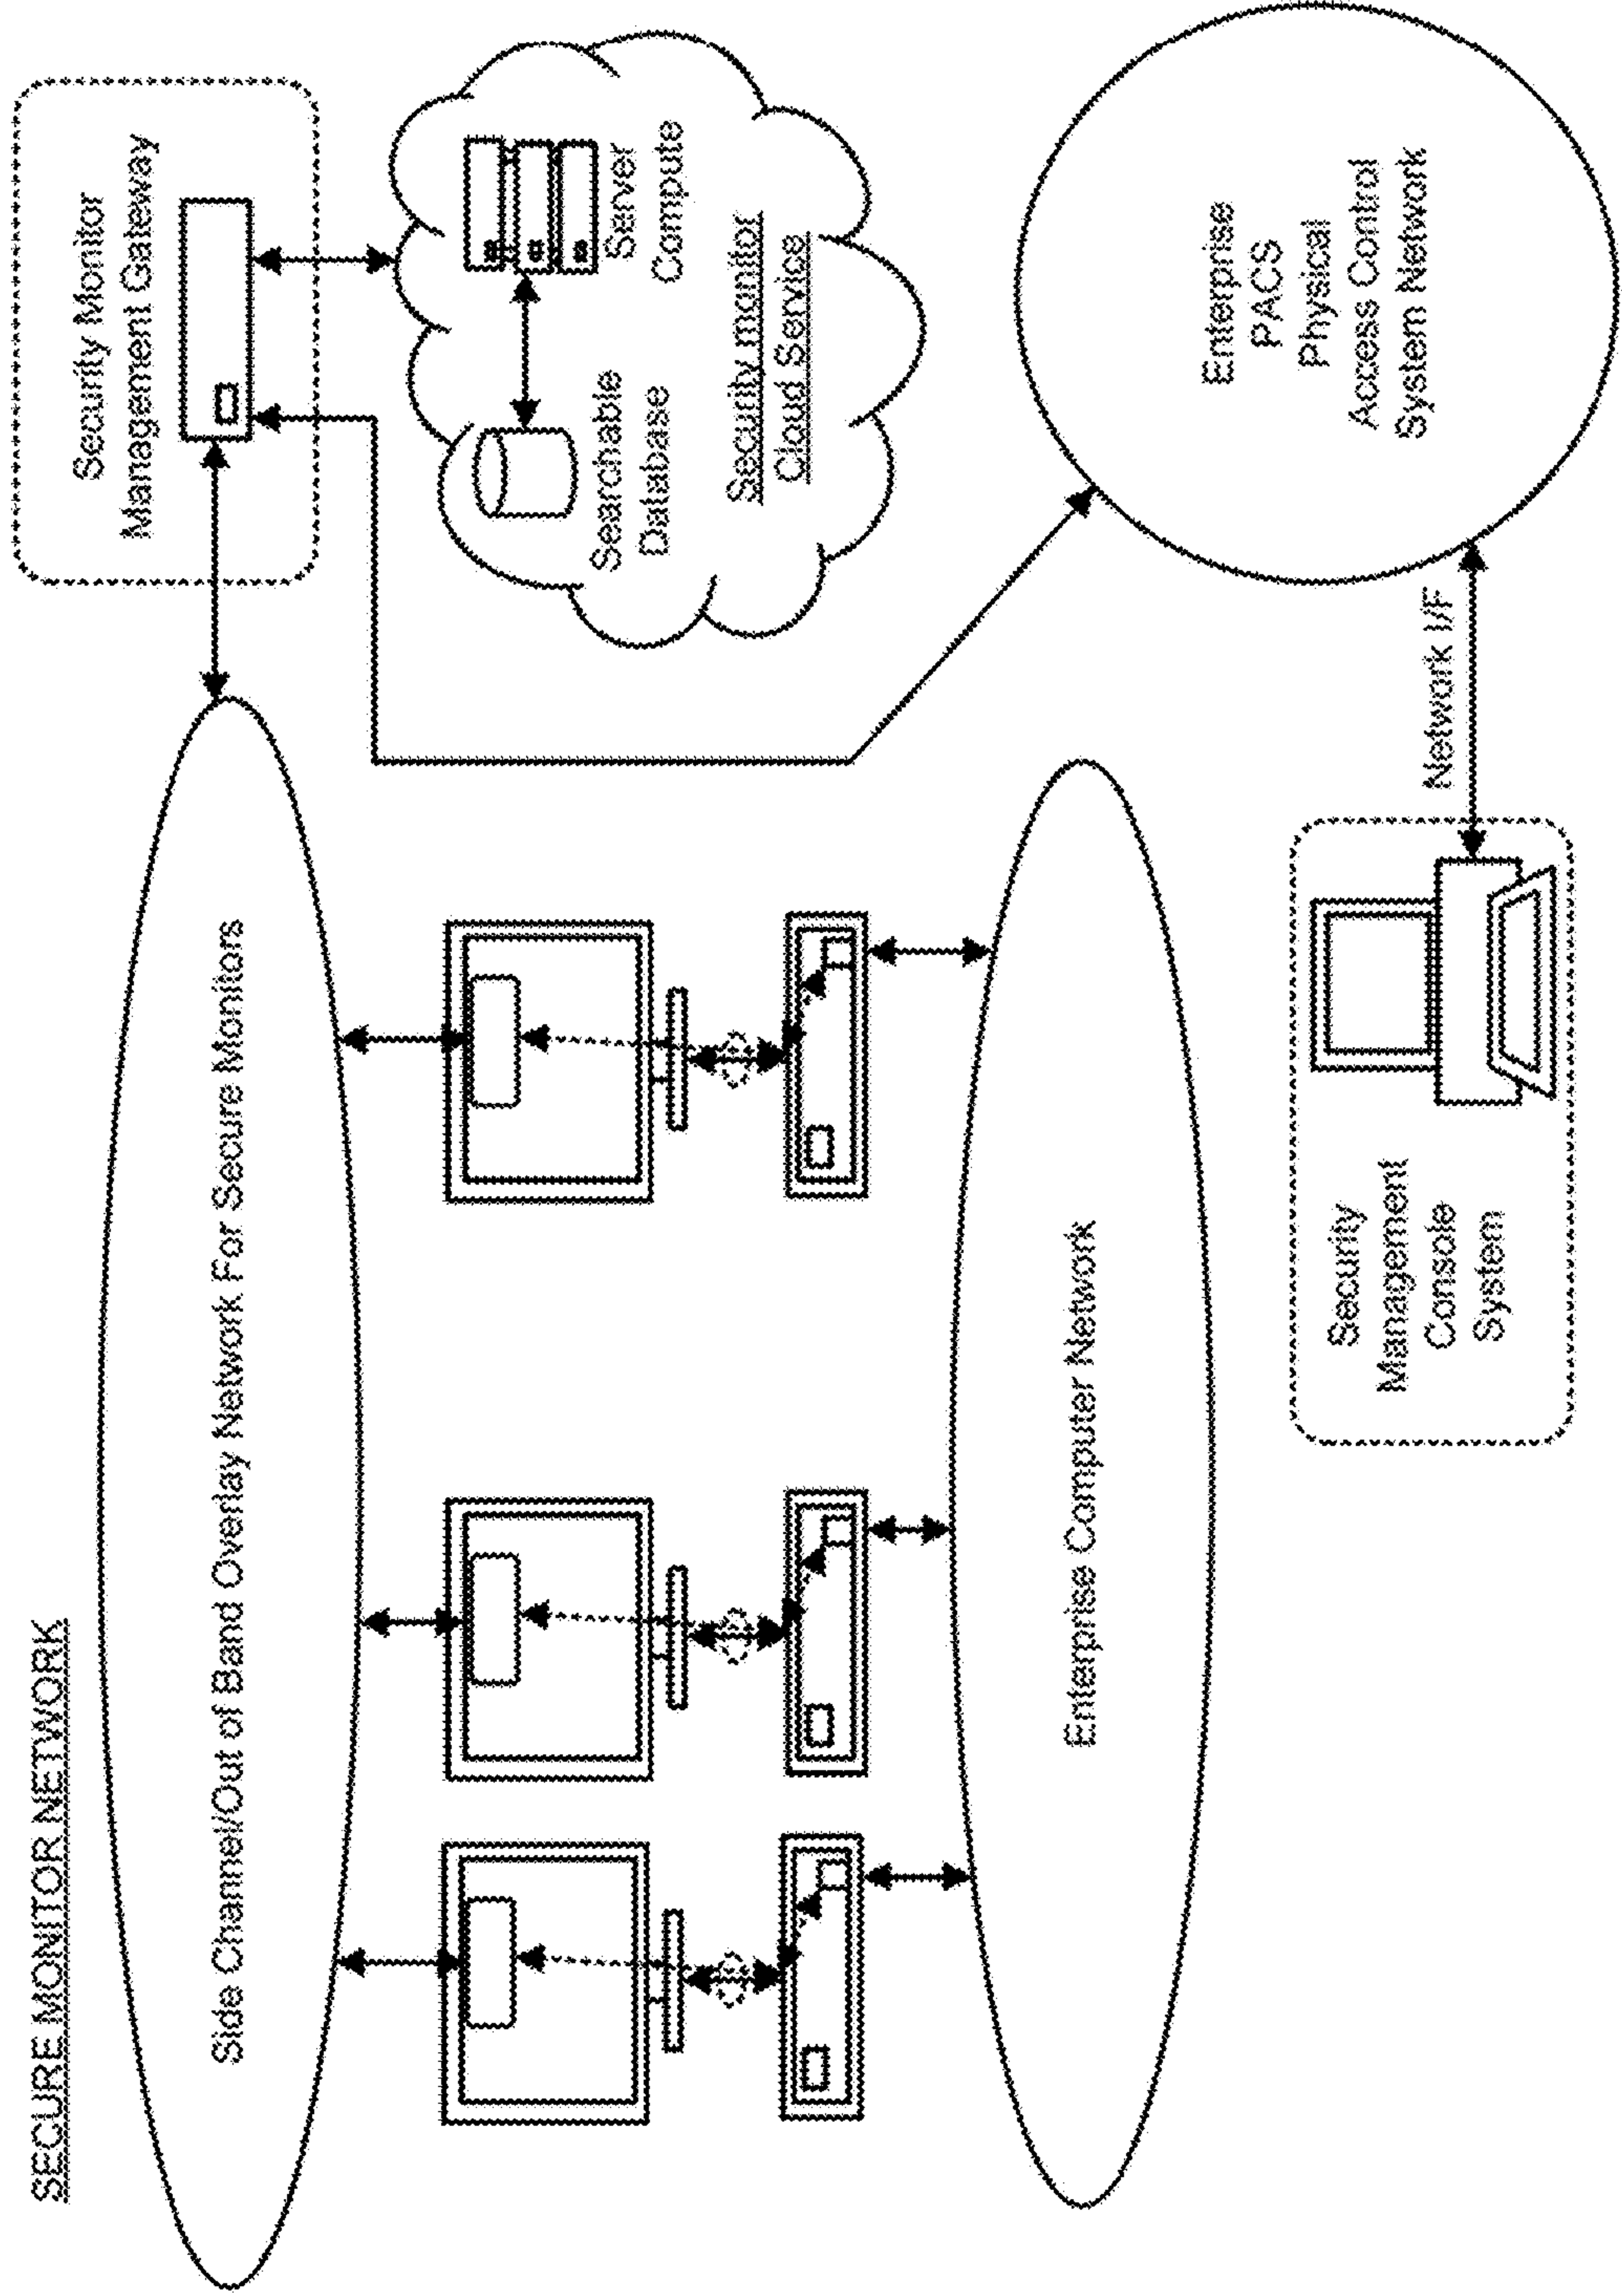 SECURE MONITOR NETWORK
Side Channel/Out of Band Overlay Network For Secure Monitors
Security Monitor
Management Gateway
Searchable
Database
Server
Compute
Security monitor
Cloud Service
Enterprise Computer Network
Security
Management
Console
System
Network I/F
Enterprise
PACS
Physical
Access Control
System Network